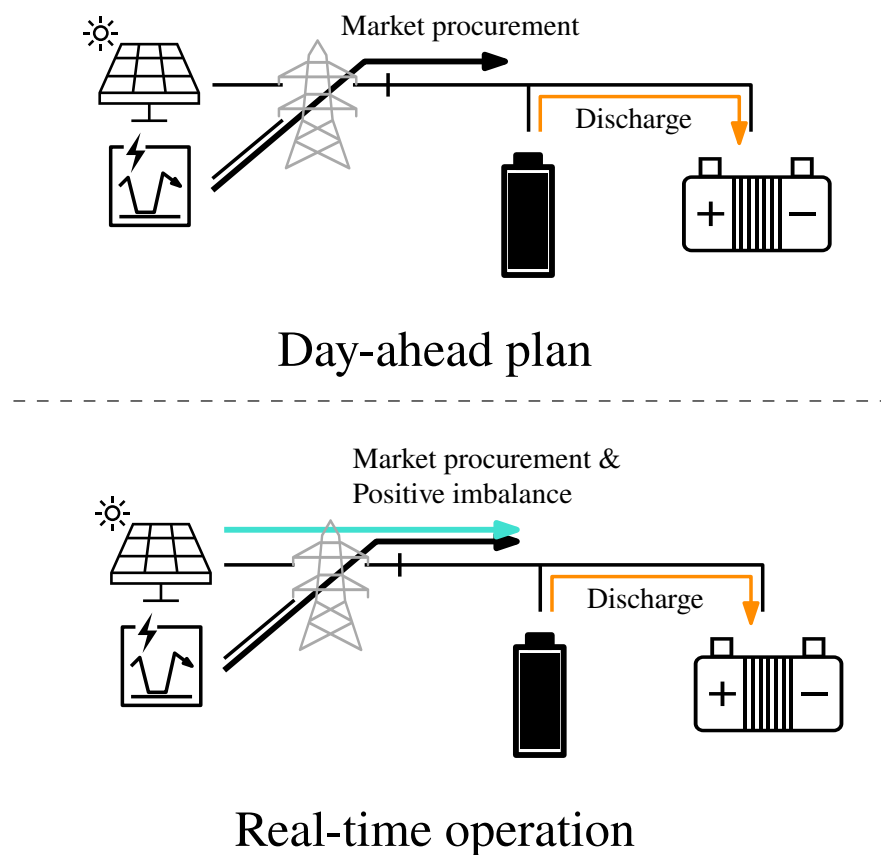 Market procurement
Discharge
Day-ahead plan
Market procurement &
Positive imbalance
Discharge
Real-time operation